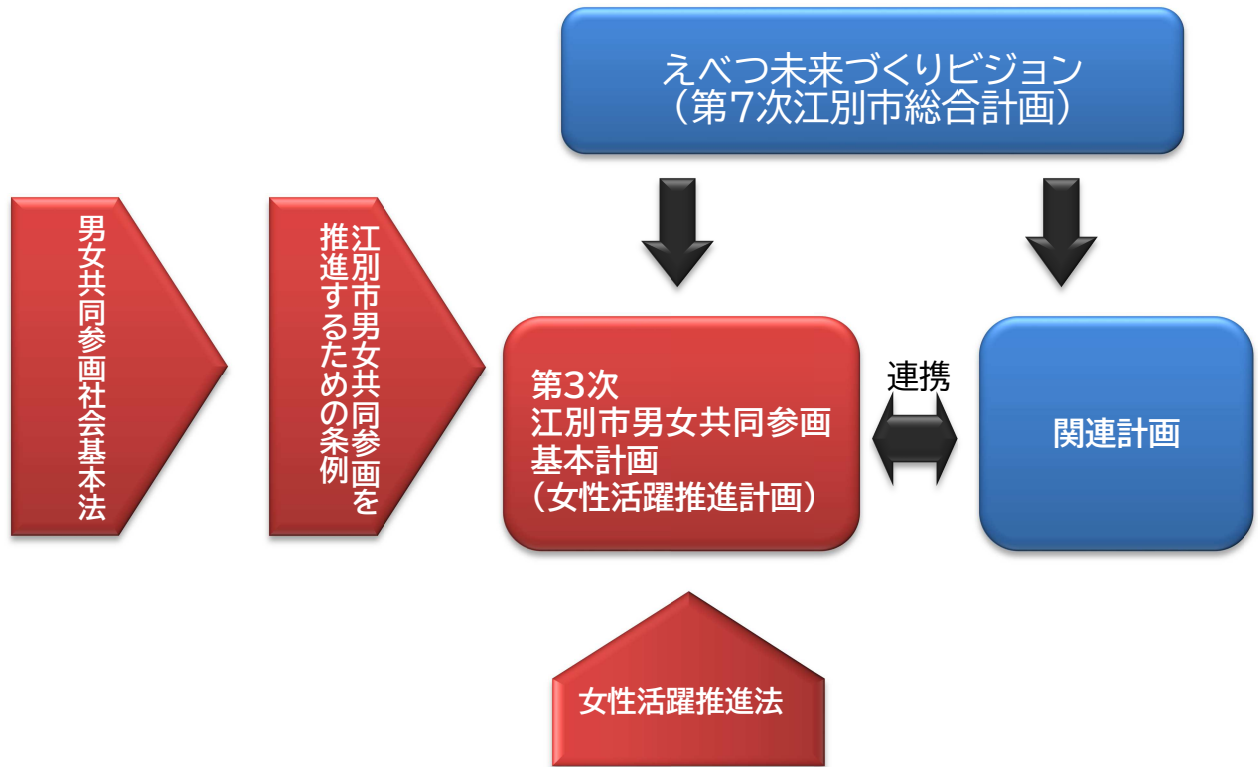 えべつ未来づくりビジョン
（第7次江別市総合計画）
男女共同参画社会基本法
江別市男女共同参画を
推進するための条例
第3次
江別市男女共同参画
基本計画
（女性活躍推進計画）
連携
関連計画
女性活躍推進法